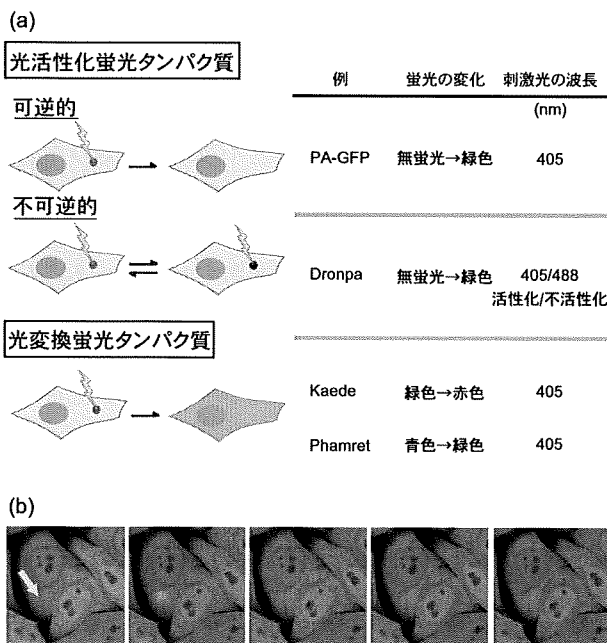 (a)
光活性化蛍光タンパク質
例 蛍光の変化 刺激光の波長
(nm)
可逆的
PA-GFP 無蛍光→緑色 405
不可逆的
Dronpa 無蛍光→緑色 405/488
活性化/不活性化
光変換蛍光タンパク質
Kaede 緑色→赤色 405
Phamret 青色→緑色 405
(b)